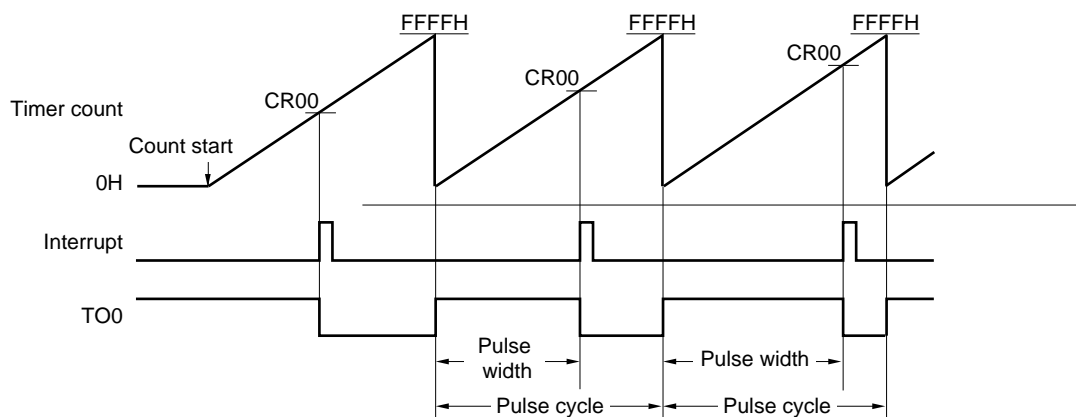 FFFFH FFFFH FFFFH
CR00
CR00
CR00
Timer count
Count start
0H
Interrupt
TO0
Pulse
width
Pulse width
Pulse cycle Pulse cycle